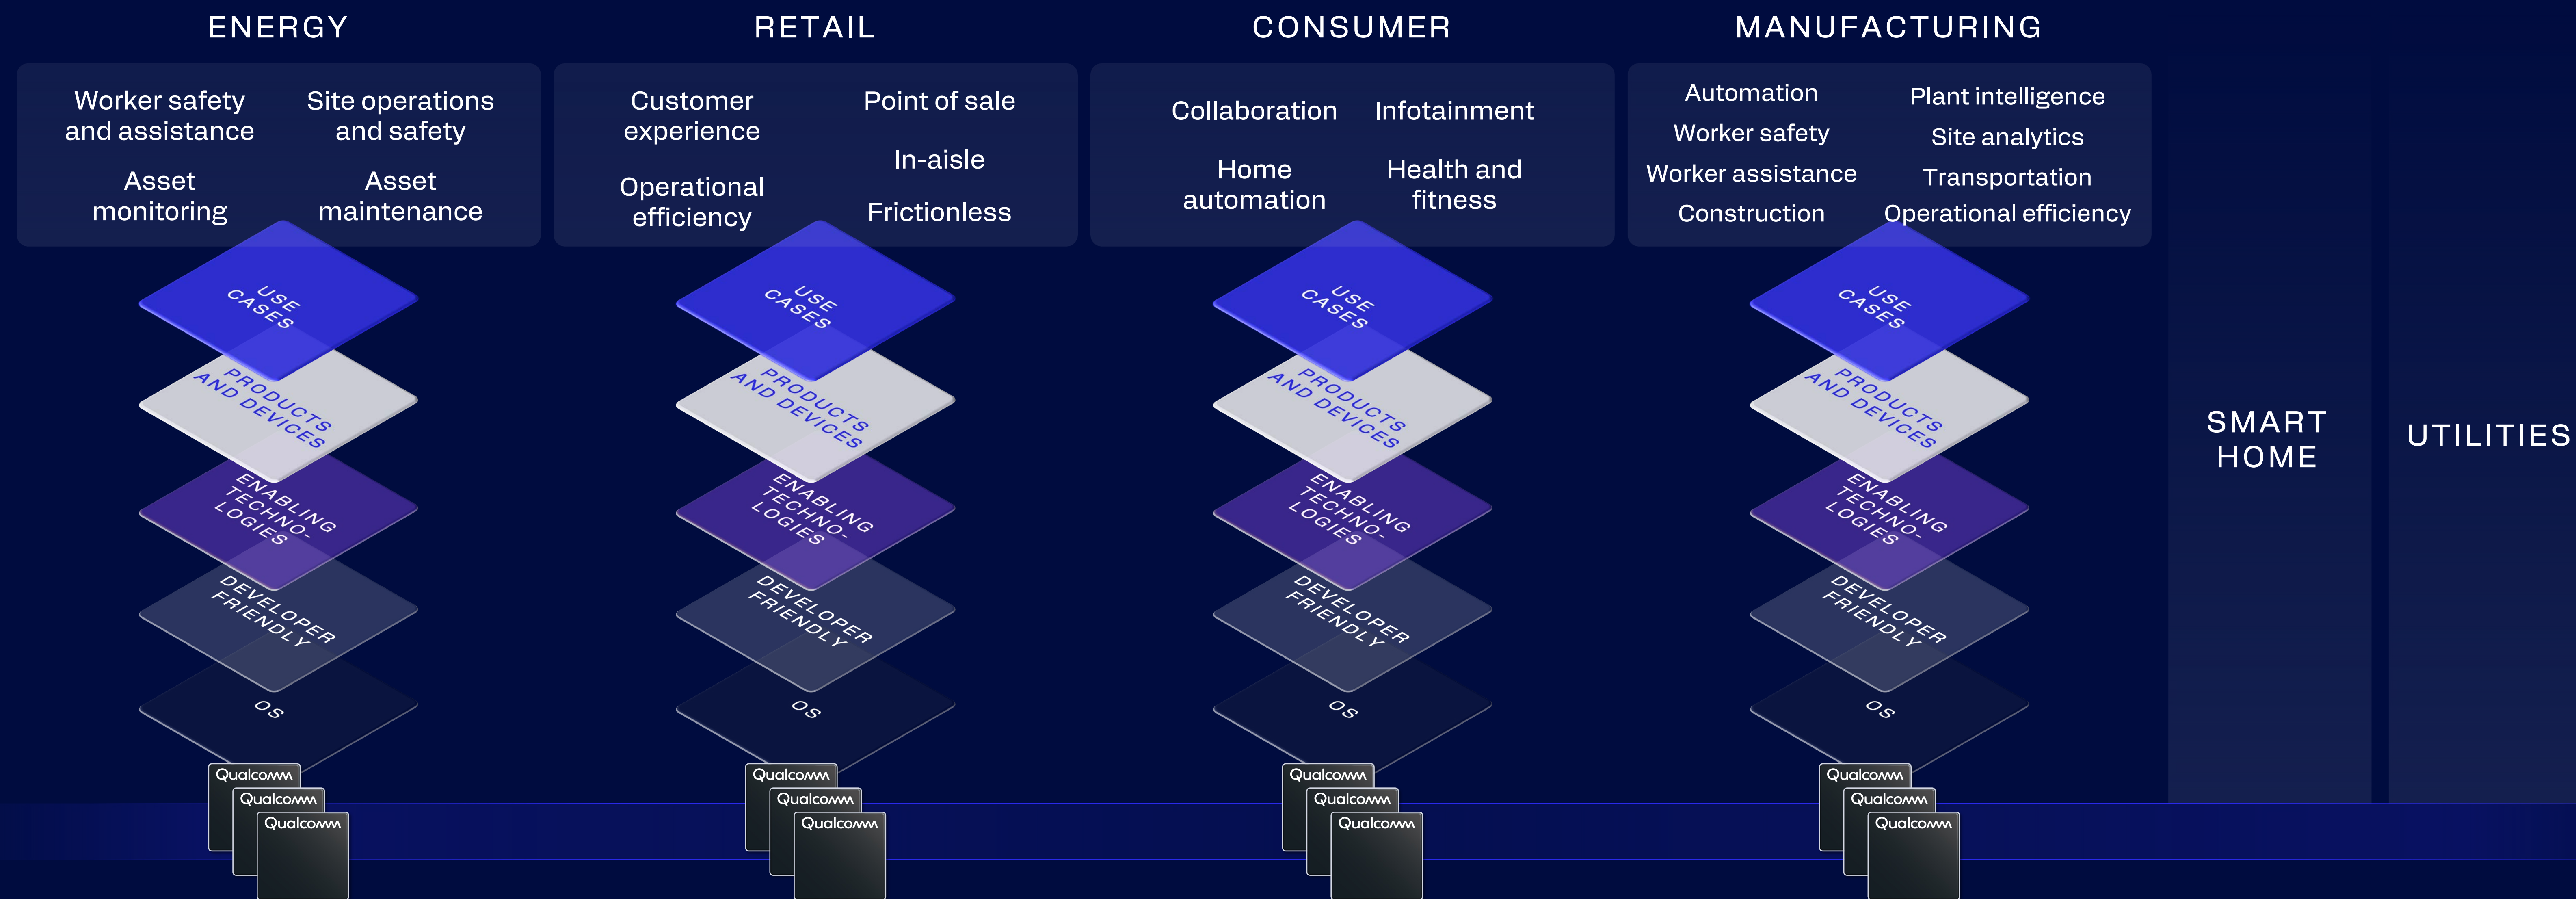 ENERGY
Worker safety
and assistance
Site operations
and safety
Asset
monitoring
Asset
maintenance
USE
CASES
PRODUCTS
AND DEVICES
ENABLING
TECHNO-
LOGIES
DEVELOPER
FRIENDLY
OS
Qualcomm
Qualcomm
Qualcomm
RETAIL
Customer
experience
Point of sale
In-aisle
Operational
efficiency
Frictionless
USE
CASES
PRODUCTS
AND DEVICES
ENABLING
TECHNO-
LOGIES
DEVELOPER
FRIENDLY
OS
Qualcomm
Qualcomm
Qualcomm
CONSUMER
Collaboration
Infotainment
Home
automation
Health and
fitness
USE
CASES
PRODUCTS
AND DEVICES
ENABLING
TECHNO-
LOGIES
DEVELOPER
FRIENDLY
OS
Qualcomm
Qualcomm
Qualcomm
MANUFACTURING
Automation
Worker safety
Worker assistance
Construction
Plant intelligence
Site analytics
Transportation
Operational efficiency
USE
CASES
PRODUCTS
AND DEVICES
ENABLING
TECHNO-
LOGIES
DEVELOPER
FRIENDLY
OS
Qualcomm
Qualcomm
Qualcomm
SMART
HOME
UTILITIES